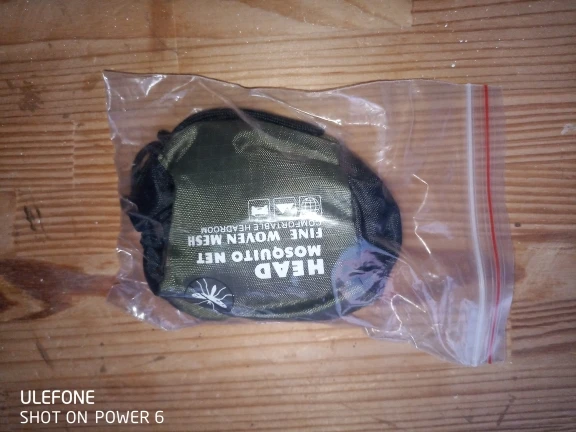 HEAD
MOSQUITO NET
FINE WOVEN MESH
COMFORTABLE HEADROOM
ULEFONE
SHOT ON POWER 6